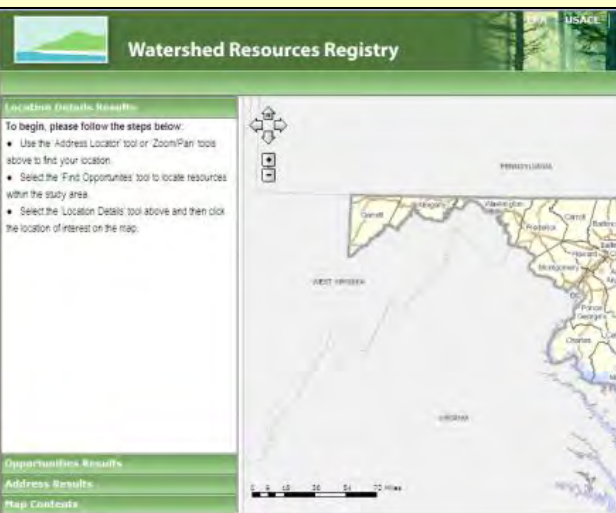 EPA USACE
Watershed Resources Registry
Location Details Results
To begin, please follow the steps below:
• Use the 'Address Locator' tool or 'Zoom/Pan' tools
above to find your location.
• Select the 'Find Opportunites' tool to locate resources
within the study area.
• Select the 'Location Details' tool above and then click
the location of interest on the map.
Opportunities Results
Address Results
Map Contents
PENNSYLVANIA
Garrett
Allegany
Washington
Frederick
Carroll
Howard
Montgomery
DC
Prince
George's
Charles
WEST VIRGINIA
VIRGINIA
72 Miles